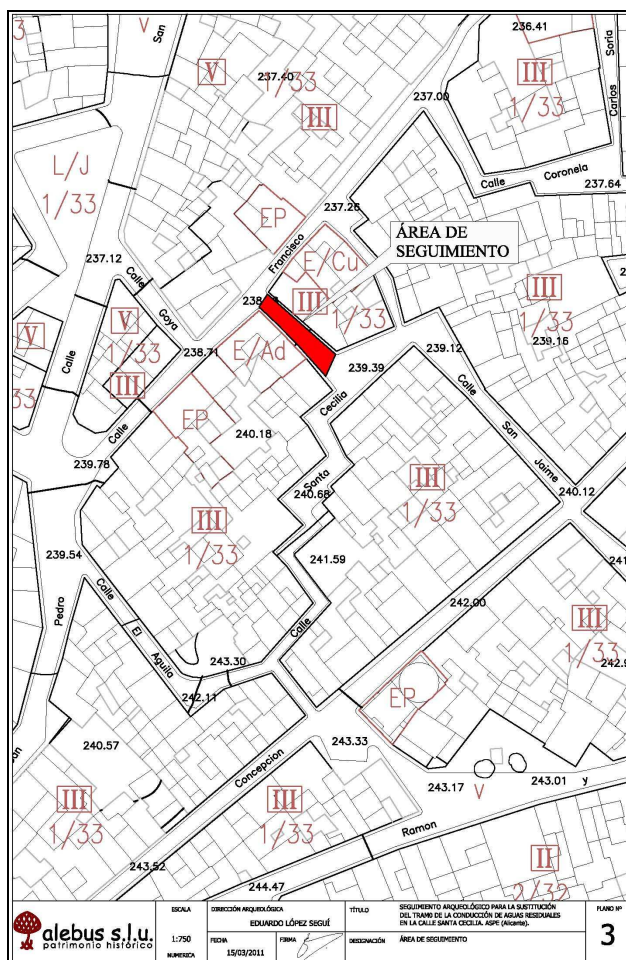 236.41
San
V
V
237.40
1/33
III
III
1/33
Soria
Carlos
237.00
Calle
Coronela
237.64
L/J
1/33
237.26
EP
Francisco
ÁREA DE
SEGUIMIENTO
E/Cu
237.12
Calle
Goya
III
1/33
238
III
1/33
239.16
V
1/33
V
Calle
238.71
E/Ad
239.39
239.12
Calle
San
Jaime
III
Calle
EP
Cecilia
240.18
239.78
Santa
240.68
III
1/33
240.12
III
1/33
239.54
241.59
Pedro
Calle
El
Aguila
Calle
242.00
III
1/33
243.30
242.11
EP
240.57
243.33
Concepcion
243.17
V
243.01
y
III
1/33
III
1/33
Ramon
243.52
II
2/32
244.47
alebus s.l.u.
patrimonio histórico
ESCALA
1:750
NUMERICA
DIRECCIÓN ARQUEOLÓGICA
EDUARDO LÓPEZ SEGUÍ
FECHA
15/03/2011
FIRMA
TÍTULO
SEGUIMIENTO ARQUEOLÓGICO PARA LA SUSTITUCIÓN
DEL TRAMO DE LA CONDUCCIÓN DE AGUAS RESIDUALES
EN LA CALLE SANTA CECILIA. ASPE (Alicante).
DESIGNACIÓN
ÁREA DE SEGUIMIENTO
PLANO Nº
3